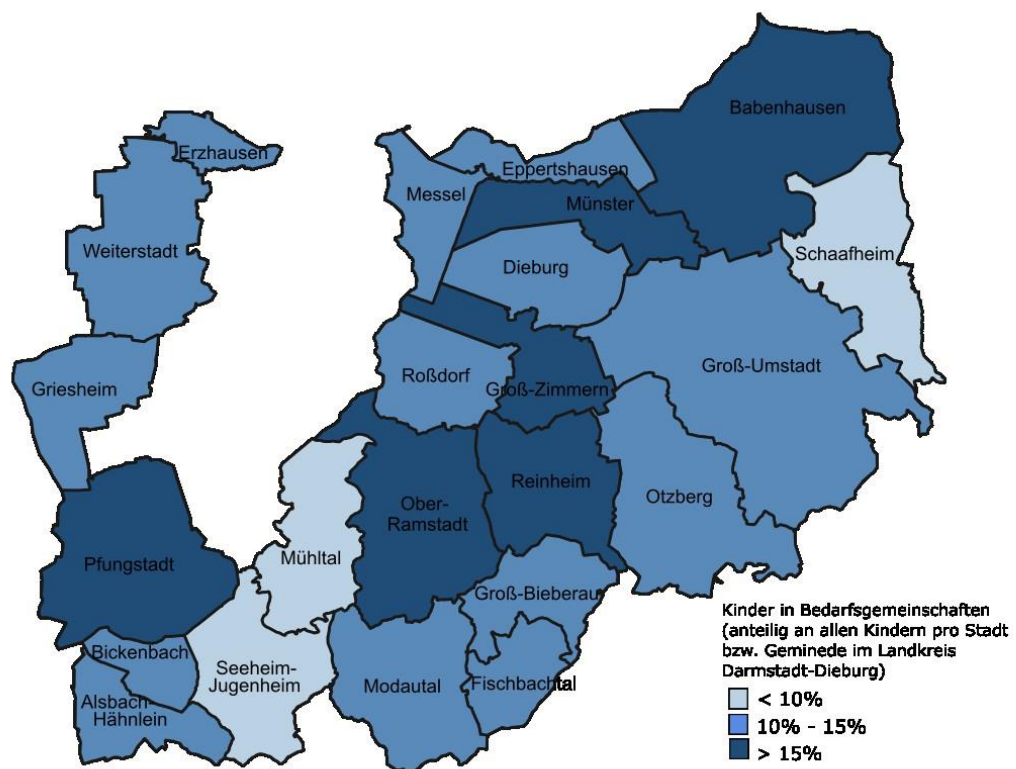 Babenhausen
Erzhausen
Eppertshausen
Messel
Münster
Weiterstadt
Schaafheim
Dieburg
Groß-Umstadt
Roßdorf
Griesheim
Groß-Zimmern
Reinheim
Otzberg
Ober-
Ramstadt
Mühltal
Pfungstadt
Groß-Bieberau
Bickenbach
Seeheim-
Jugenheim
Modautal
Fischbachtal
Alsbach-
Hähnlein
Kinder in Bedarfsgemeinschaften
(anteilig an allen Kindern pro Stadt
bzw. Geminede im Landkreis
Darmstadt-Dieburg)
< 10%
10% - 15%
> 15%